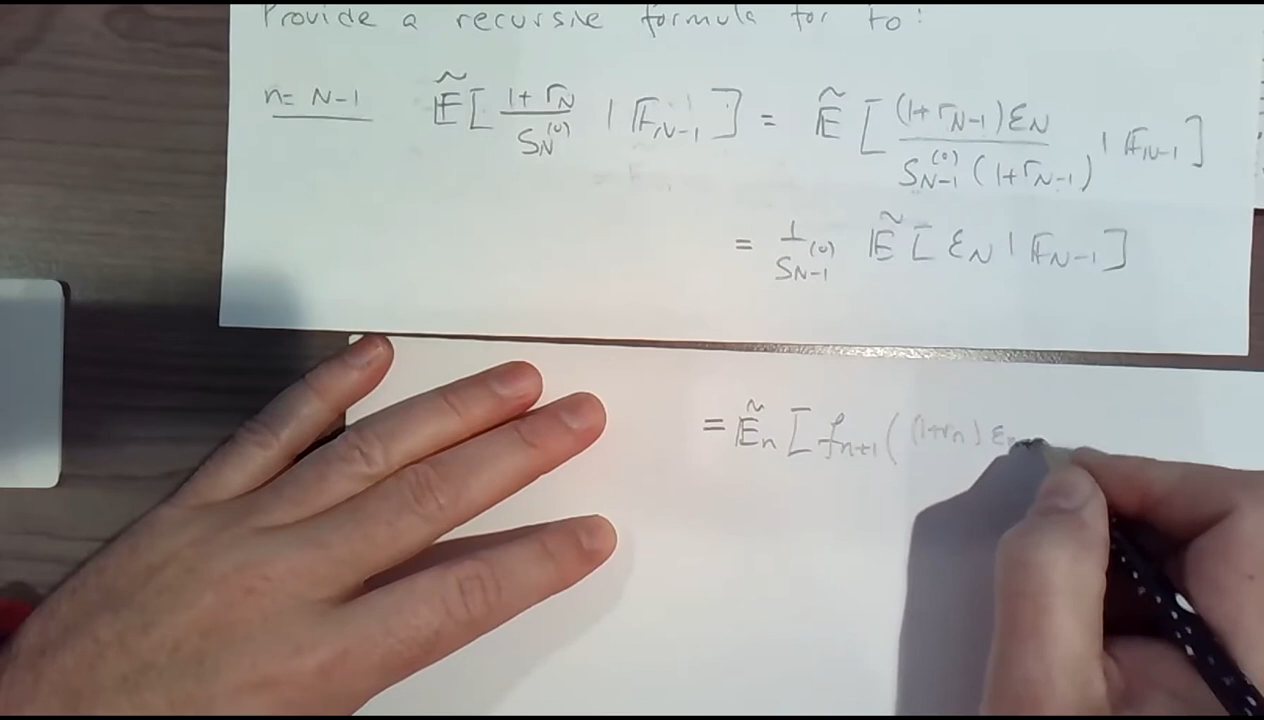 Provide a recursive formula for to:
n = N-1 Ẽ[ (1+r_N)/S_N^(0) | F_{N-1} ] = Ẽ[ (1+r_{N-1})ε_N / S_{N-1}^(0) (1+r_{N-1}) | F_{N-1} ]
= 1/S_{N-1}^(0) Ẽ[ ε_N | F_{N-1} ]
= Ẽ_n [ f_{n+1} ( (1+r_n) ε